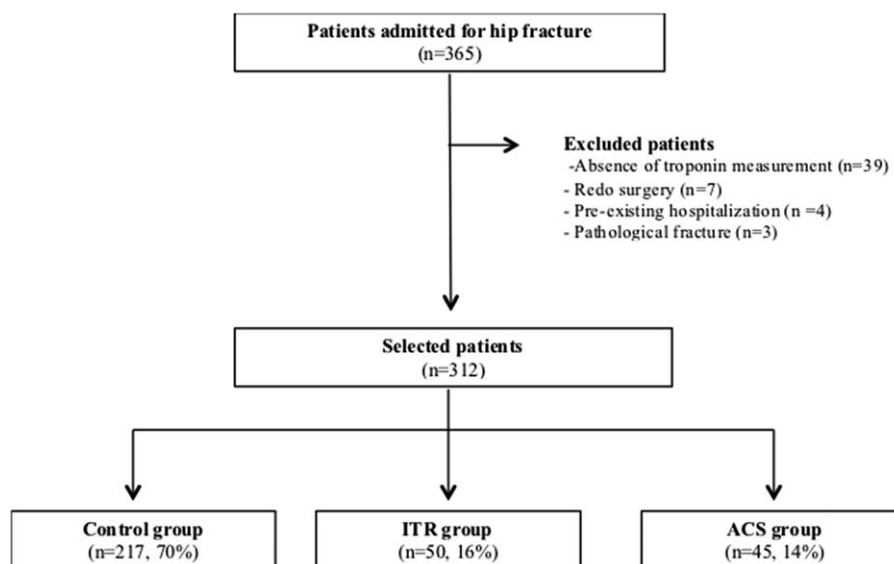 Patients admitted for hip fracture
(n=365)
Excluded patients
-Absence of troponin measurement (n=39)
- Redo surgery (n=7)
- Pre-existing hospitalization (n =4)
- Pathological fracture (n=3)
Selected patients
(n=312)
Control group
(n=217, 70%)
ITR group
(n=50, 16%)
ACS group
(n=45, 14%)